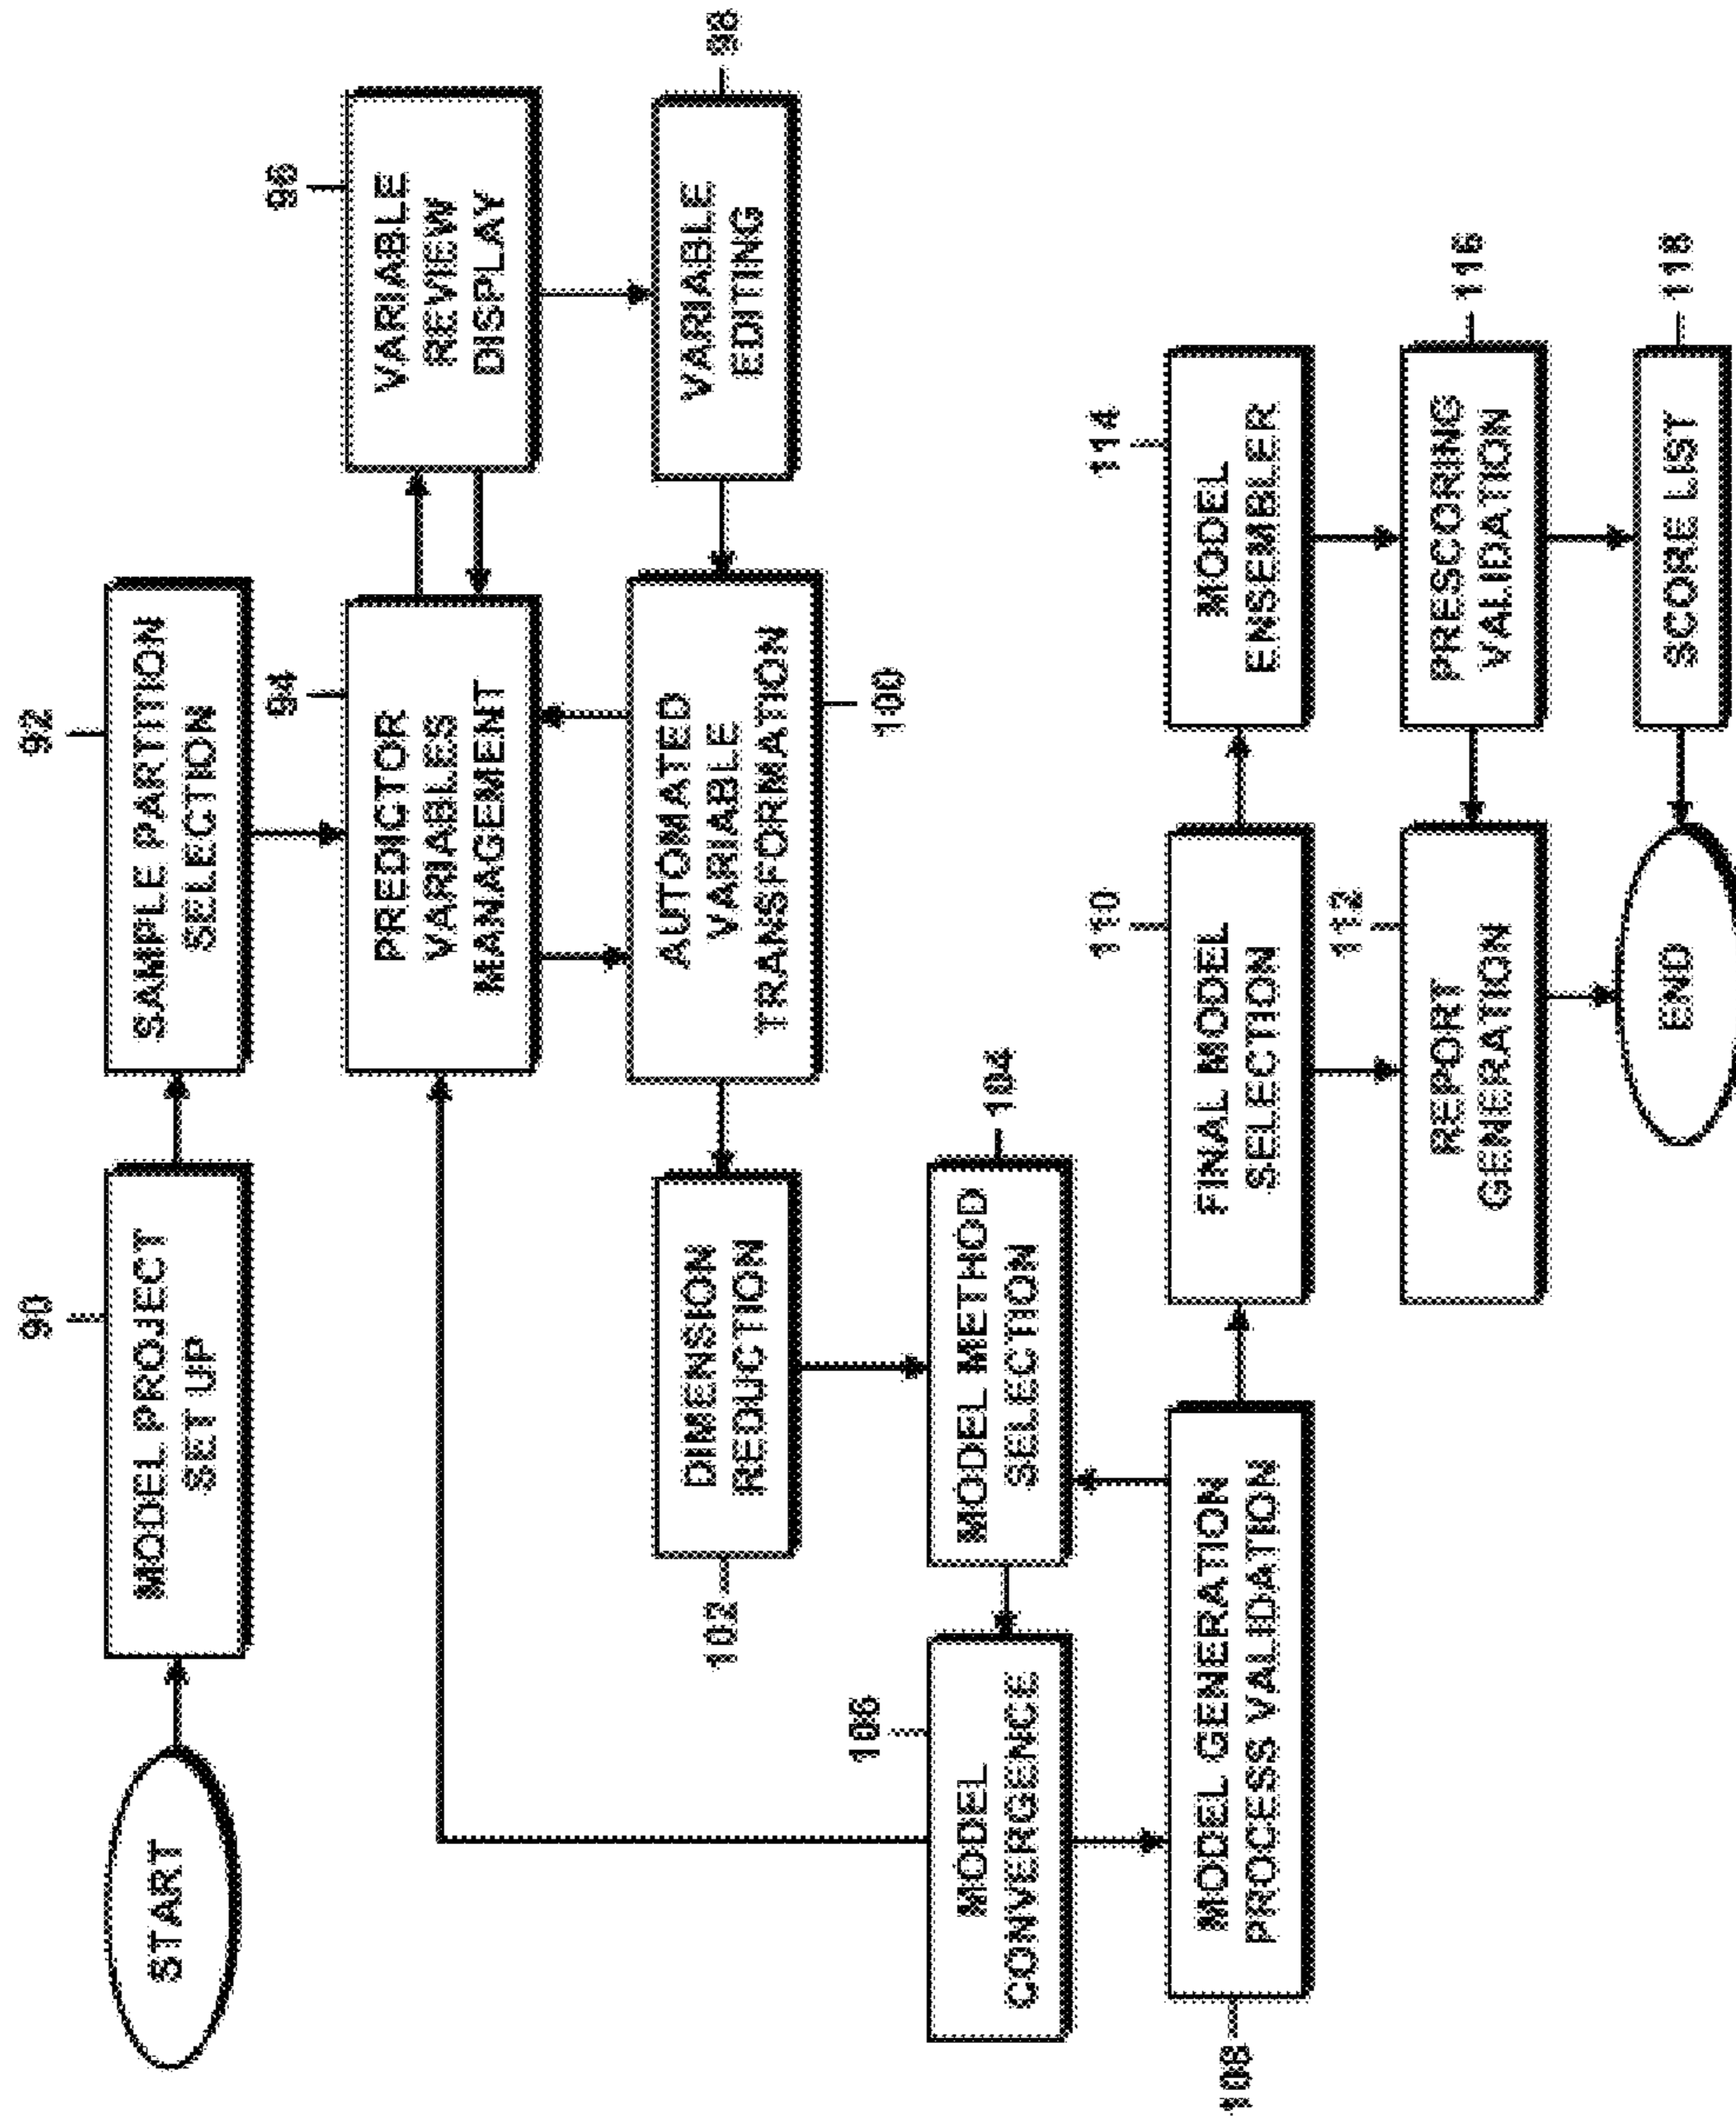 90
92
START
MODEL PROJECT
SET UP
SAMPLE PARTITION
SELECTION
94
96
PREDICTOR
VARIABLES
MANAGEMENT
VARIABLE
REVIEW
DISPLAY
102
DIMENSION
REDUCTION
AUTOMATED
VARIABLE
TRANSFORMATION
100
VARIABLE
EDITING
98
106
MODEL
CONVERGENCE
MODEL METHOD
SELECTION
104
110
114
108
MODEL GENERATION
PROCESS VALIDATION
FINAL MODEL
SELECTION
MODEL
ENSEMBLER
112
REPORT
GENERATION
PRESCORING
VALIDATION
116
END
SCORE LIST
118